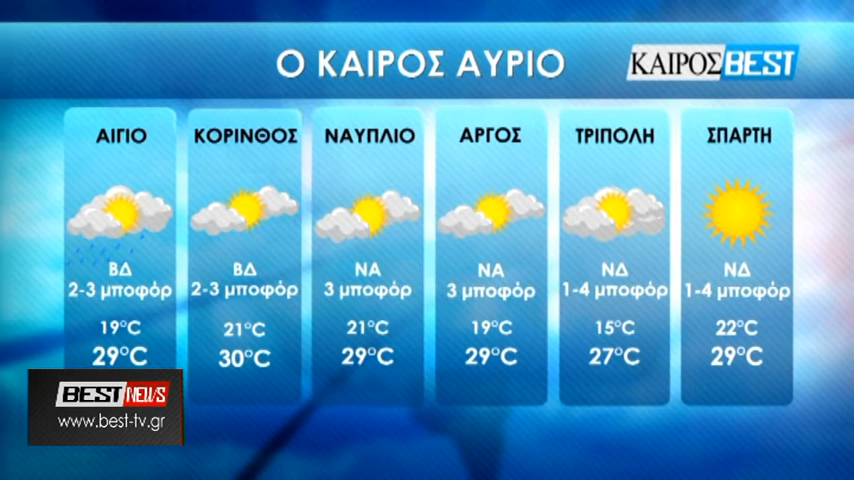 Ο ΚΑΙΡΟΣ ΑΥΡΙΟ
ΚΑΙΡΟΣ BEST
ΑΙΓΙΟ
ΒΔ
2-3 μποφόρ
19°C
29°C
ΚΟΡΙΝΘΟΣ
ΒΔ
2-3 μποφόρ
21°C
30°C
ΝΑΥΠΛΙΟ
ΝΑ
3 μποφόρ
21°C
29°C
ΑΡΓΟΣ
ΝΑ
3 μποφόρ
19°C
29°C
ΤΡΙΠΟΛΗ
ΝΔ
1-4 μποφόρ
15°C
27°C
ΣΠΑΡΤΗ
ΝΔ
1-4 μποφόρ
22°C
29°C
BEST NEWS
www.best-tv.gr